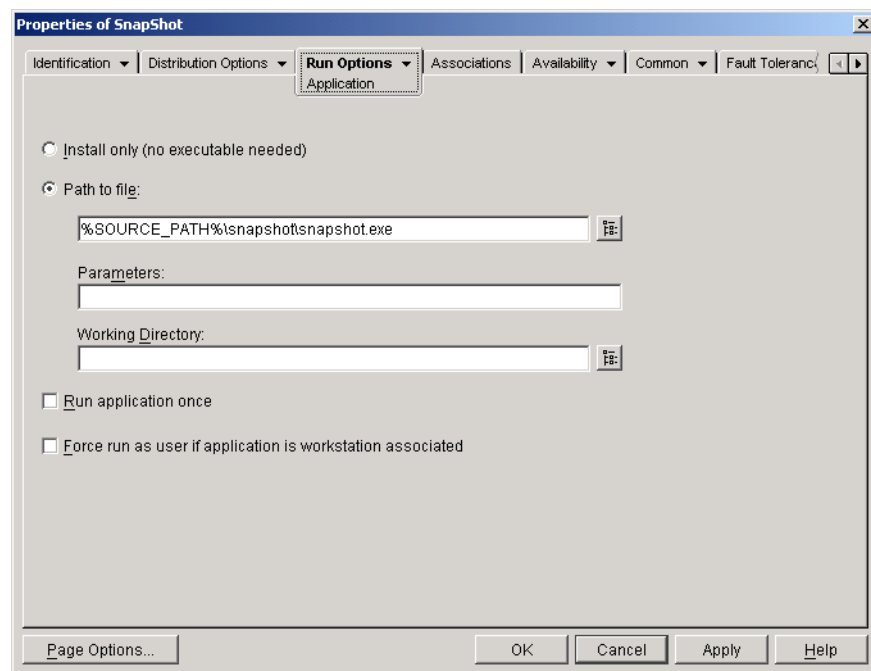 Properties of SnapShot
Identification Distribution Options Run Options Associations Availability Common Fault Toleranc
Application
Install only (no executable needed)
Path to file:
%SOURCE_PATH%\snapshot\snapshot.exe
Parameters:
Working Directory:
Run application once
Force run as user if application is workstation associated
Page Options... OK Cancel Apply Help